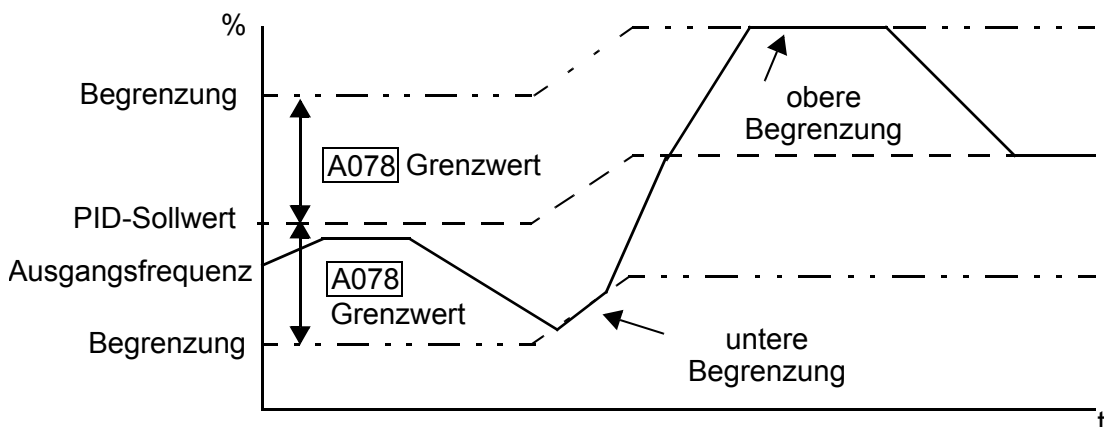 %
Begrenzung
obere
Begrenzung
A078 Grenzwert
PID-Sollwert
Ausgangsfrequenz
A078
Grenzwert
Begrenzung
untere
Begrenzung
t